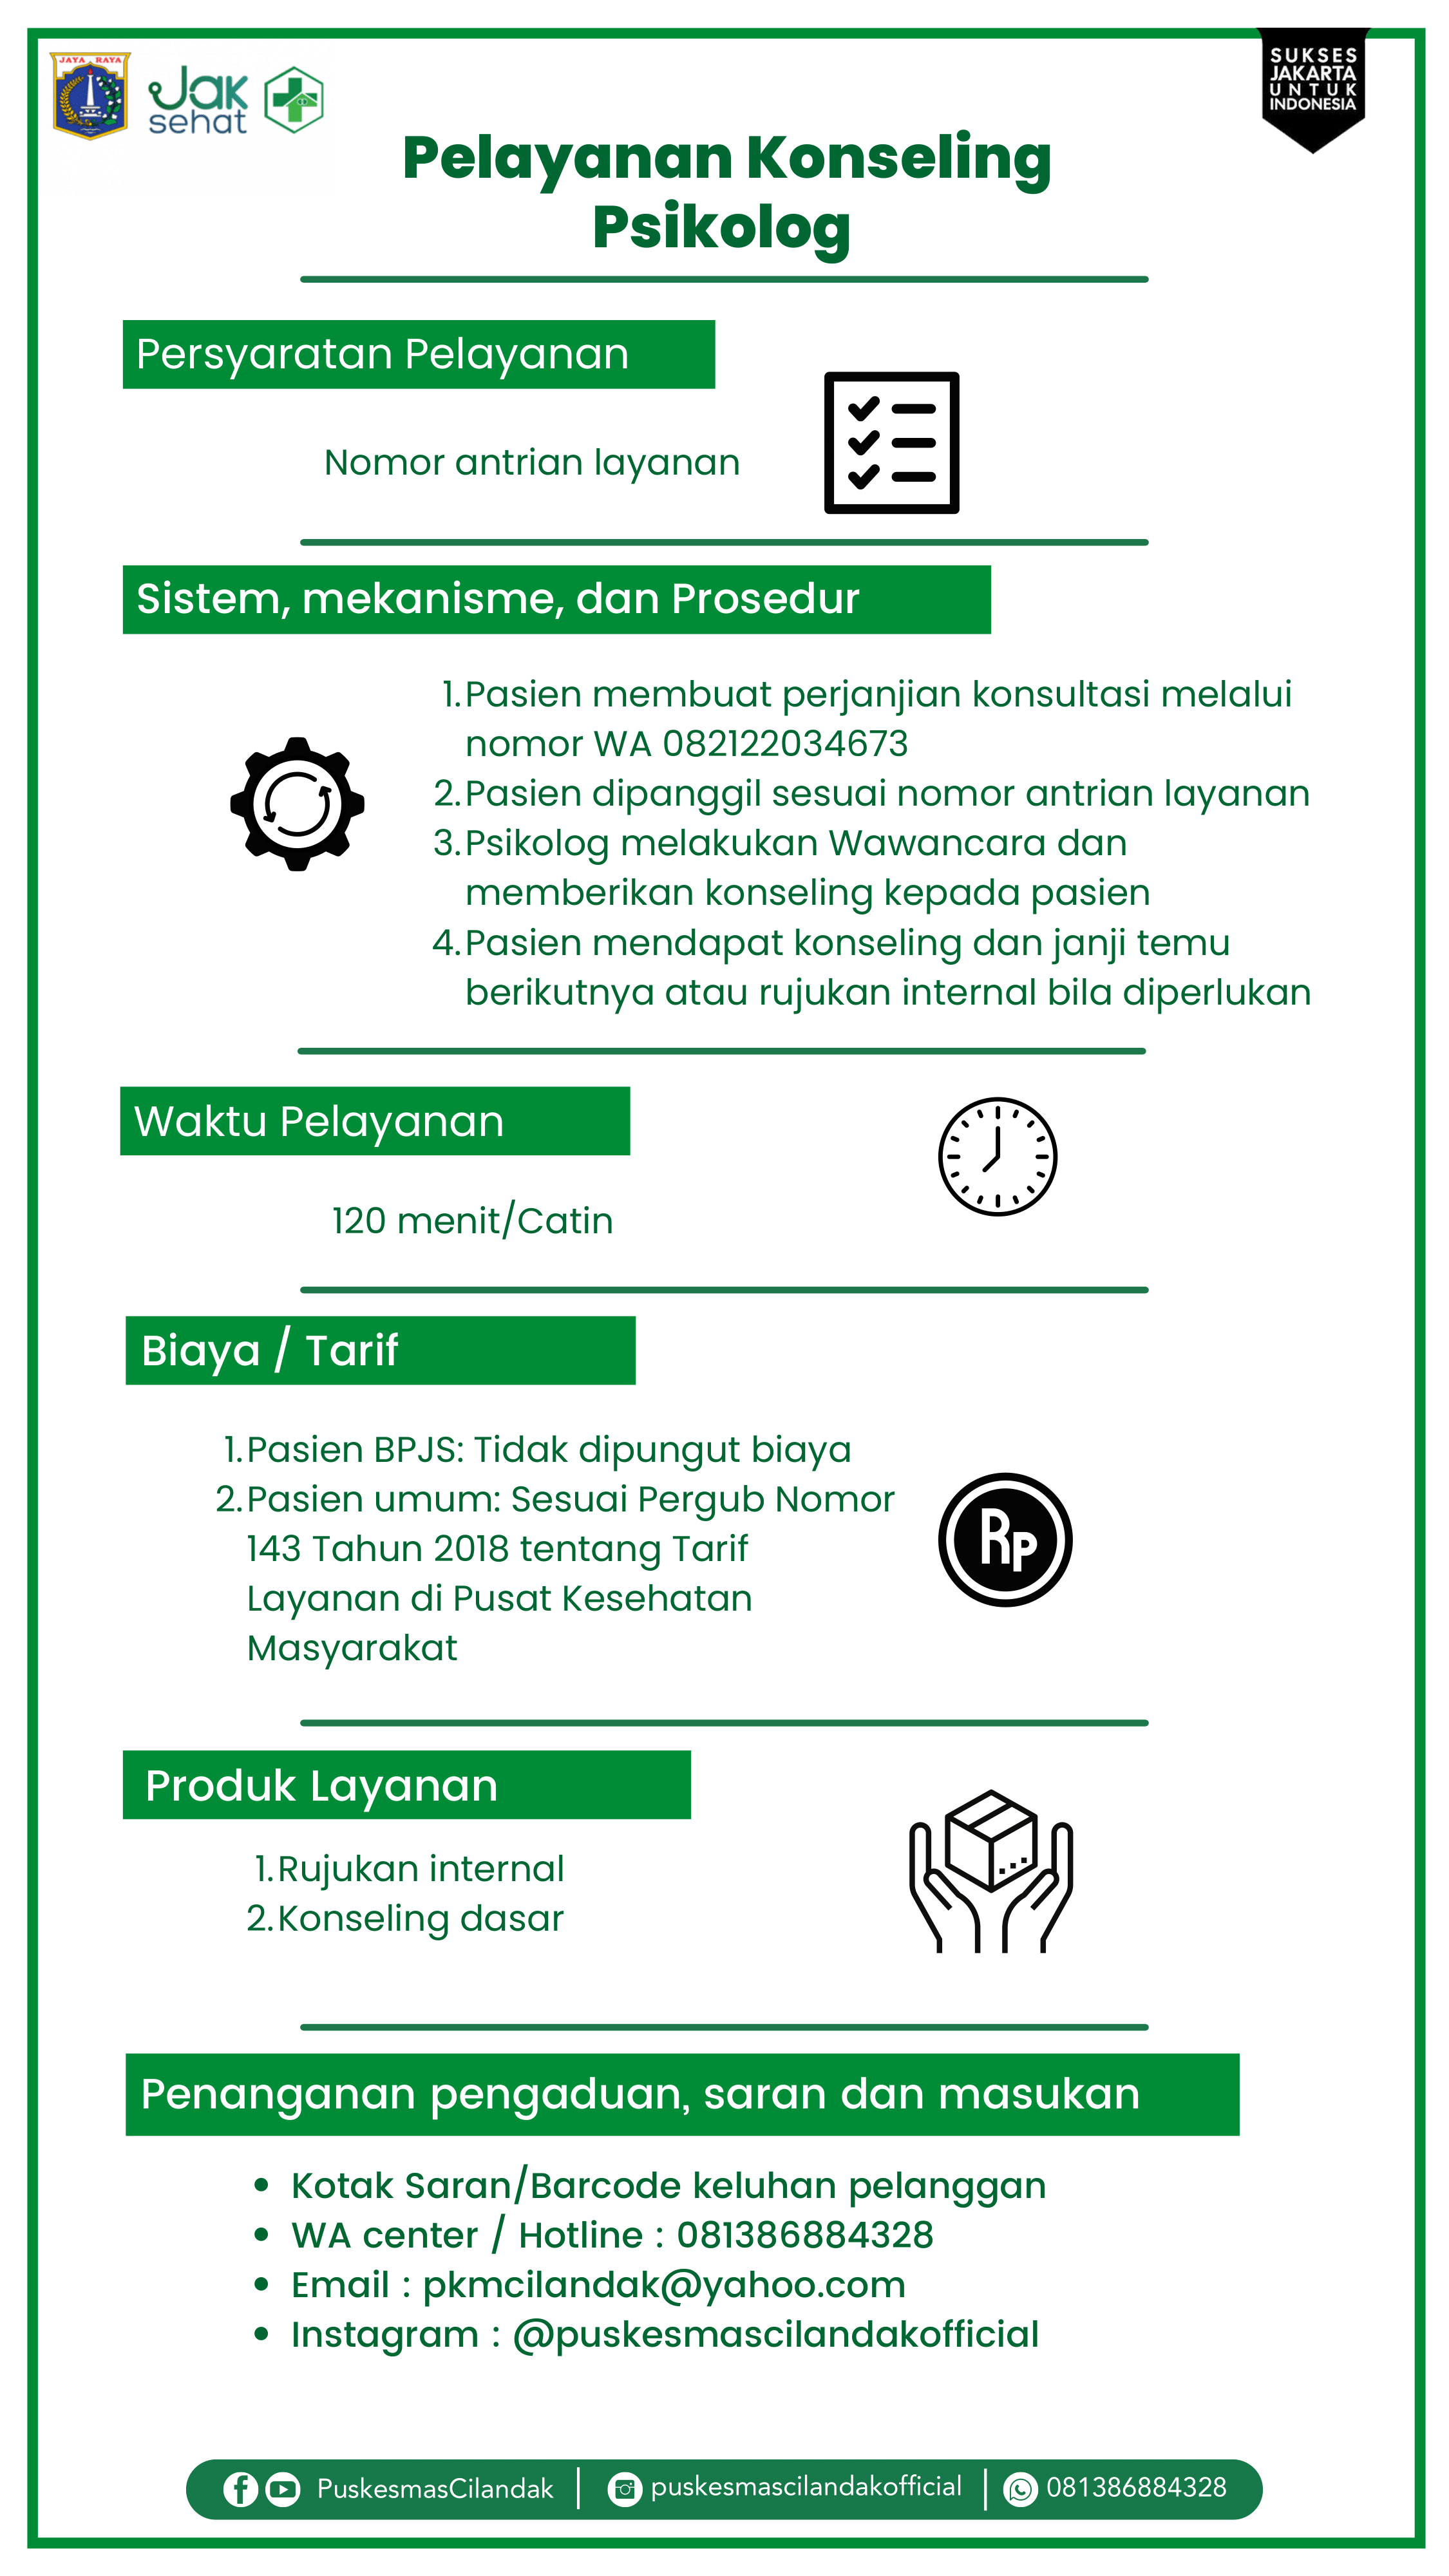 JAYA RAYA
Jak
sehat
SUKSES
JAKARTA
UNTUK
INDONESIA
Pelayanan Konseling
Psikolog
Persyaratan Pelayanan
Nomor antrian layanan
Sistem, mekanisme, dan Prosedur
1. Pasien membuat perjanjian konsultasi melalui
nomor WA 082122034673
2. Pasien dipanggil sesuai nomor antrian layanan
3. Psikolog melakukan Wawancara dan
memberikan konseling kepada pasien
4. Pasien mendapat konseling dan janji temu
berikutnya atau rujukan internal bila diperlukan
Waktu Pelayanan
120 menit/Catin
Biaya / Tarif
1. Pasien BPJS: Tidak dipungut biaya
2. Pasien umum: Sesuai Pergub Nomor
143 Tahun 2018 tentang Tarif
Layanan di Pusat Kesehatan
Masyarakat
Rp
Produk Layanan
1. Rujukan internal
2. Konseling dasar
Penanganan pengaduan, saran dan masukan
• Kotak Saran/Barcode keluhan pelanggan
• WA center / Hotline : 081386884328
• Email : pkmcilandak@yahoo.com
• Instagram : @puskesmascilandakofficial
PuskesmasCilandak | puskesmascilandakofficial | 081386884328